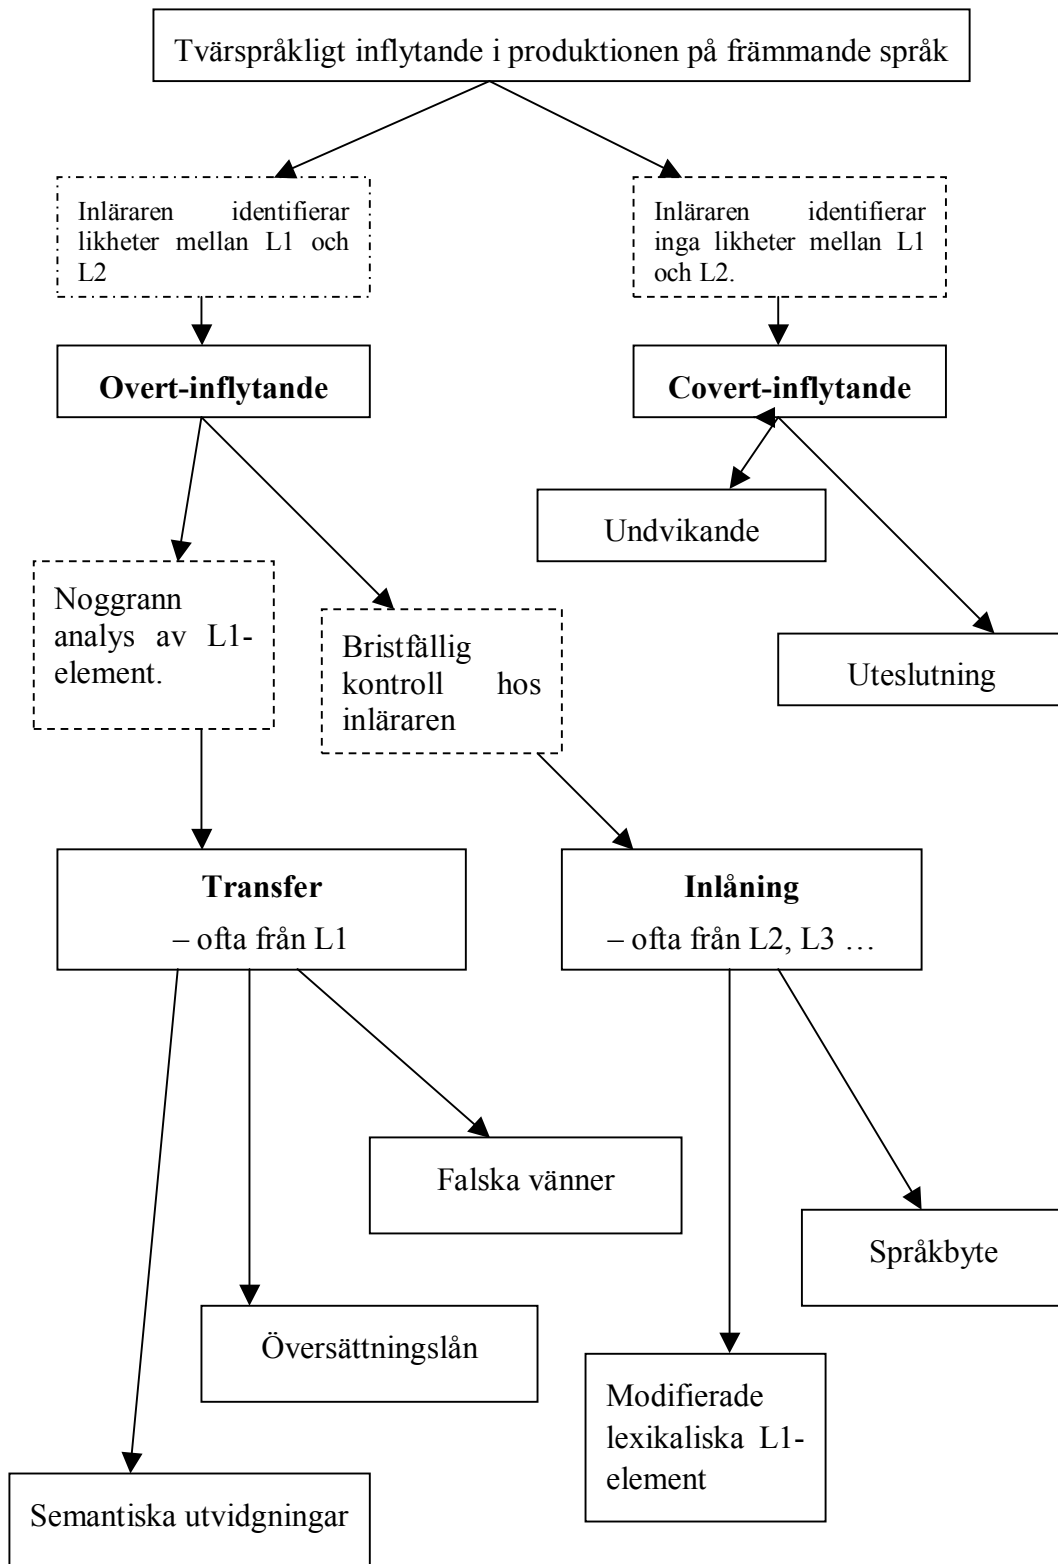 Tvärspråkligt inflytande i produktionen på främmande språk
Inläraren identifierar
likheter mellan L1 och
L2
Inläraren identifierar
inga likheter mellan L1
och L2.
Overt-inflytande
Covert-inflytande
Undvikande
Noggrann
analys av L1-
element.
Bristfällig
kontroll hos
inläraren
Uteslutning
Transfer
– ofta från L1
Inlåning
– ofta från L2, L3 …
Falska vänner
Språkbyte
Översättningslån
Modifierade
lexikaliska L1-
element
Semantiska utvidgningar